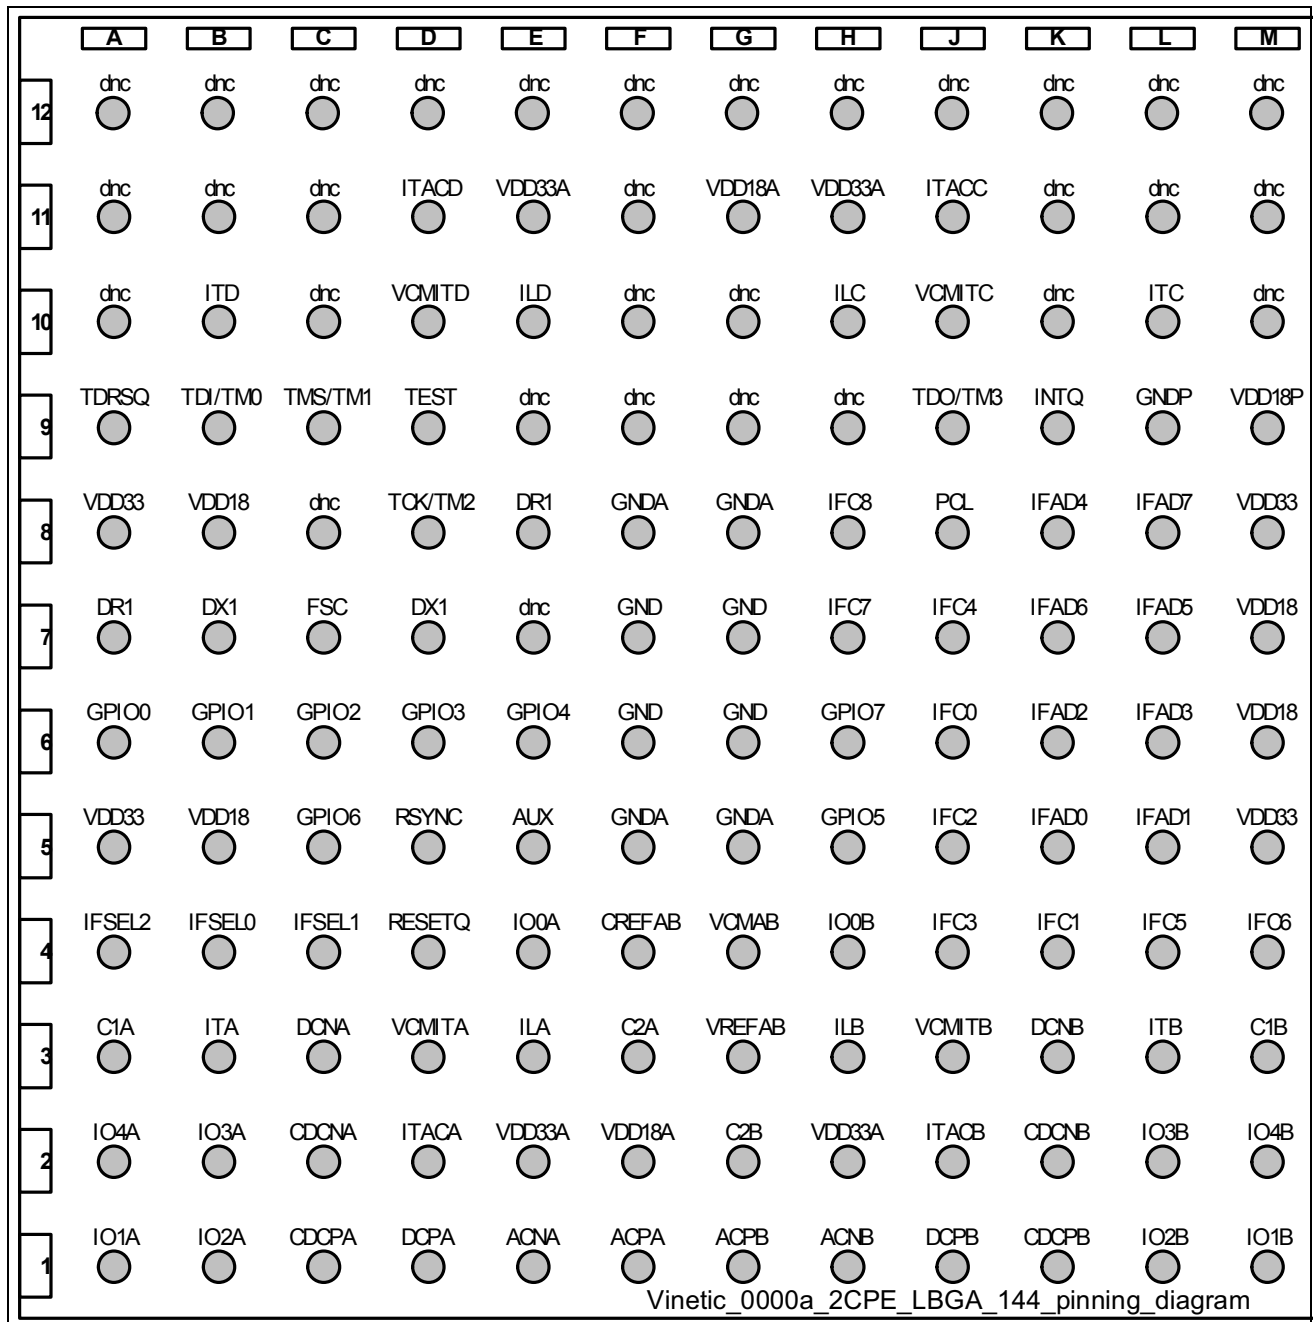 A B C D E F G H J K L M
dnc dnc dnc dnc dnc dnc dnc dnc dnc dnc dnc dnc
12
dnc dnc dnc ITACD VDD33A dnc VDD18A VDD33A ITACC dnc dnc dnc
11
dnc ITD dnc VCMITD ILD dnc dnc ILC VCMITC dnc ITC dnc
10
TDRSQ TDI/TM0 TMS/TM1 TEST dnc dnc dnc dnc TDO/TM3 INTQ GNDP VDD18P
9
VDD33 VDD18 dnc TCK/TM2 DR1 GNDA GNDA IFC8 PCL IFAD4 IFAD7 VDD33
8
DR1 DX1 FSC DX1 dnc GND GND IFC7 IFC4 IFAD6 IFAD5 VDD18
7
GPIO0 GPIO1 GPIO2 GPIO3 GPIO4 GND GND GPIO7 IFC0 IFAD2 IFAD3 VDD18
6
VDD33 VDD18 GPIO6 RSYNC AUX GNDA GNDA GPIO5 IFC2 IFAD0 IFAD1 VDD33
5
IFSEL2 IFSEL0 IFSEL1 RESETQ IO0A CREFAB VCMAB IO0B IFC3 IFC1 IFC5 IFC6
4
C1A ITA DCNA VCMITA ILA C2A VREFAB ILB VCMITB DCNB ITB C1B
3
IO4A IO3A CDCNA ITACA VDD33A VDD18A C2B VDD33A ITACB CDCNB IO3B IO4B
2
IO1A IO2A CDCPA DCPA ACNA ACPA ACPB ACNB DCPB CDCPB IO2B IO1B
1
Vinetic_0000a_2CPE_LBGA_144_pinning_diagram